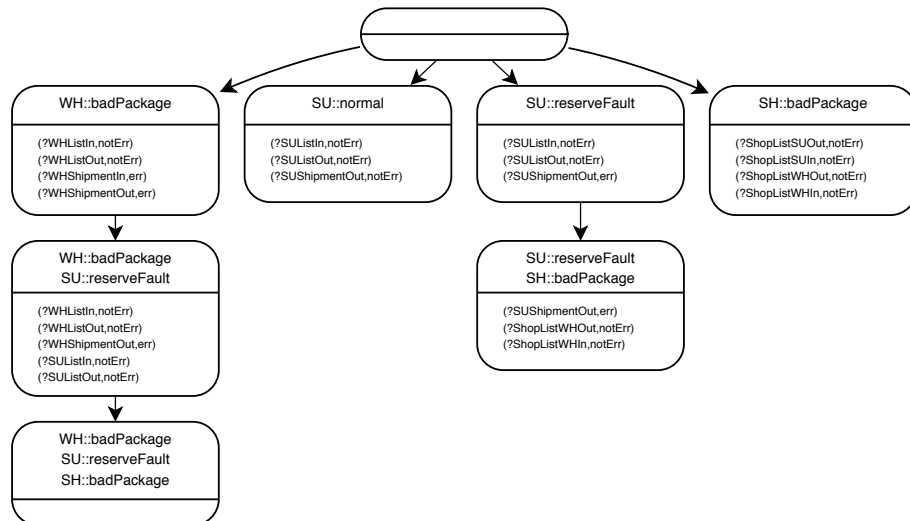 WH::badPackage
(?WHListIn,notErr)
(?WHListOut,notErr)
(?WHShipmentIn,err)
(?WHShipmentOut,err)
SU::normal
(?SUListIn,notErr)
(?SUListOut,notErr)
(?SUShipmentOut,notErr)
SU::reserveFault
(?SUListIn,notErr)
(?SUListOut,notErr)
(?SUShipmentOut,err)
SH::badPackage
(?ShopListSUOut,notErr)
(?ShopListSUIn,notErr)
(?ShopListWHOut,notErr)
(?ShopListWHIn,notErr)
WH::badPackage
SU::reserveFault
(?WHListIn,notErr)
(?WHListOut,notErr)
(?WHShipmentOut,err)
(?SUListIn,notErr)
(?SUListOut,notErr)
SU::reserveFault
SH::badPackage
(?SUShipmentOut,err)
(?ShopListWHOut,notErr)
(?ShopListWHIn,notErr)
WH::badPackage
SU::reserveFault
SH::badPackage